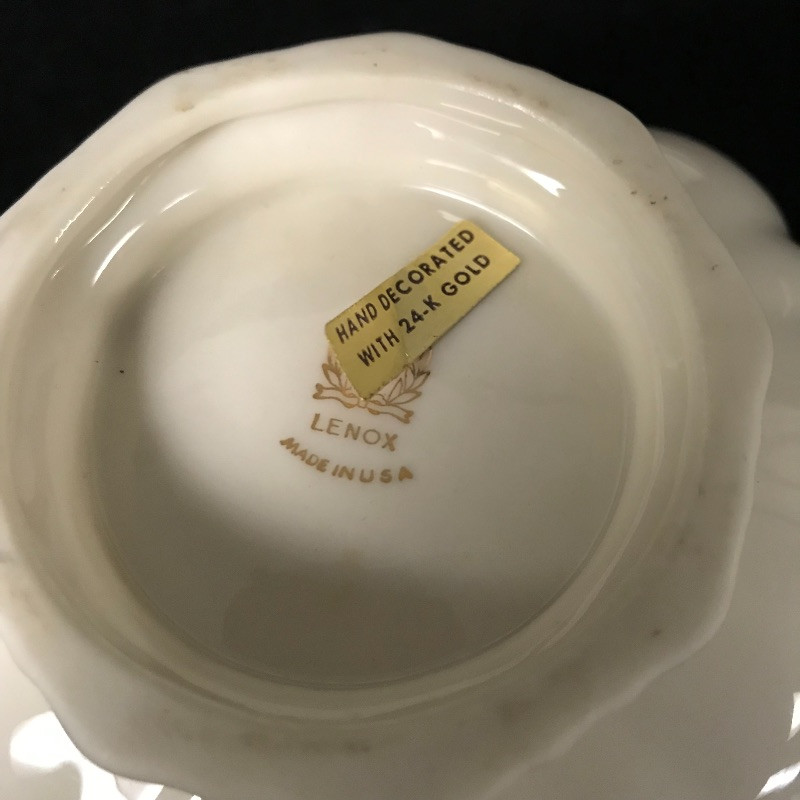 HAND DECORATED
WITH 24-K GOLD
LENOX
MADE IN USA